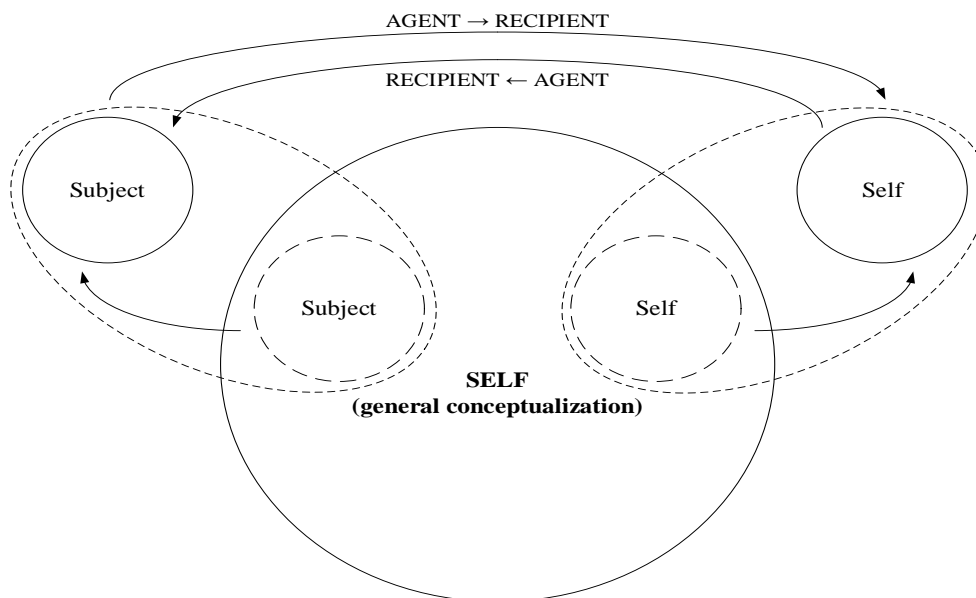 AGENT → RECIPIENT
RECIPIENT ← AGENT
Subject
Self
Subject
Self
SELF
(general conceptualization)